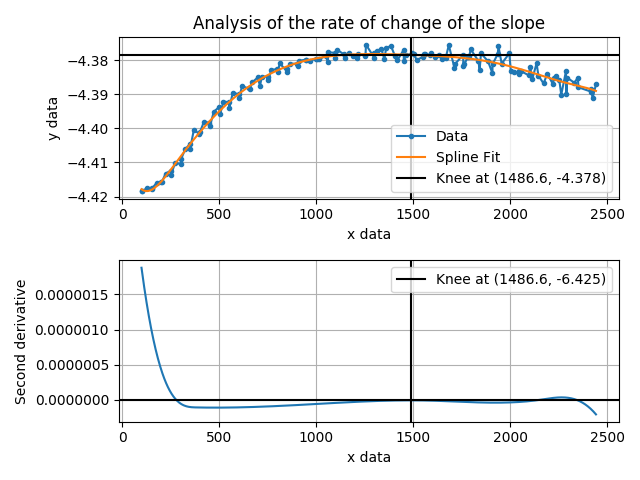 Analysis of the rate of change of the slope
−4.38
−4.39
−4.40
−4.41
−4.42
y data
Data
Spline Fit
Knee at (1486.6, -4.378)
0 500 1000 1500 2000 2500
x data
Knee at (1486.6, -6.425)
0.0000015
0.0000010
0.0000005
0.0000000
Second derivative
0 500 1000 1500 2000 2500
x data